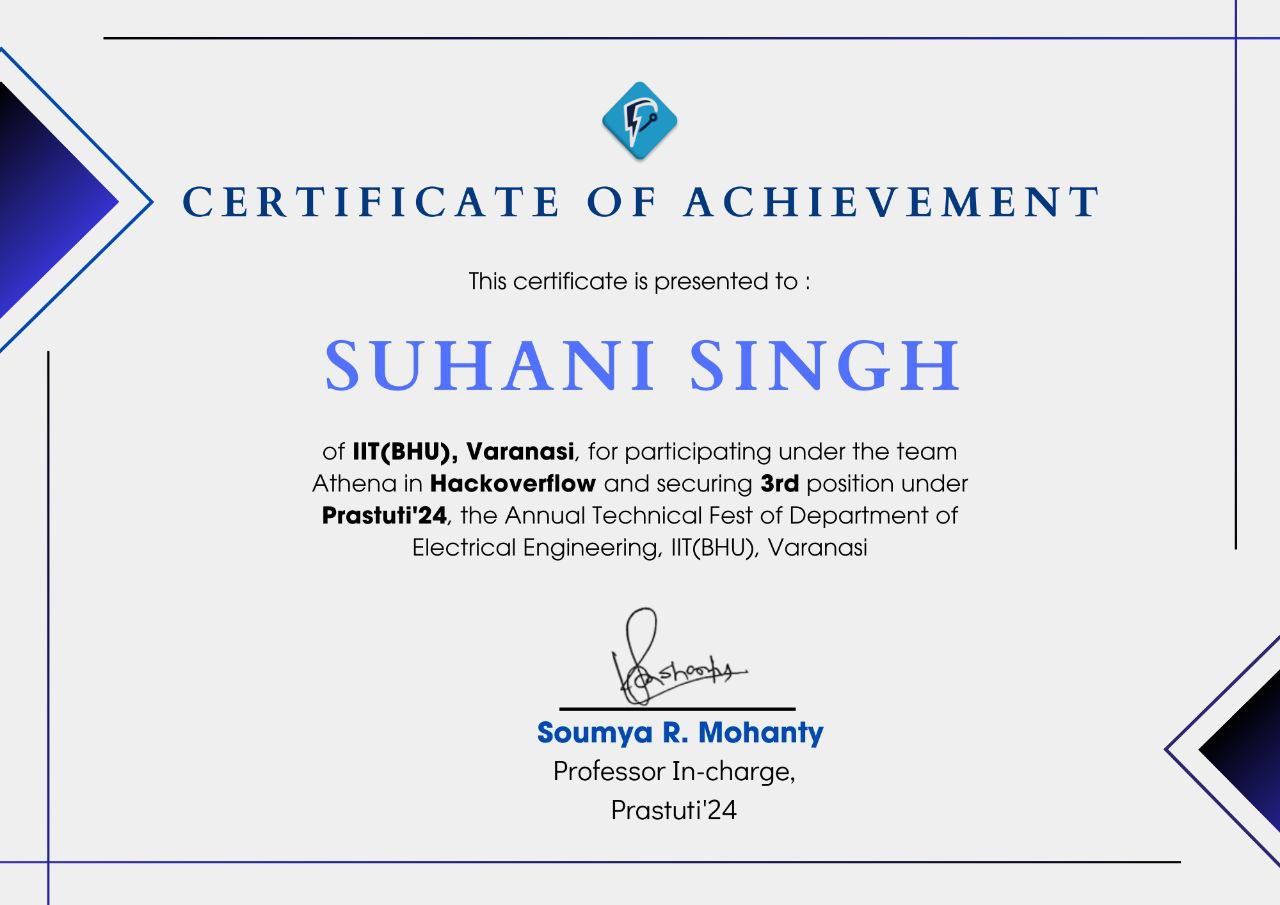 CERTIFICATE OF ACHIEVEMENT
This certificate is presented to :
SUHANI SINGH
of IIT(BHU), Varanasi, for participating under the team
Athena in Hackoverflow and securing 3rd position under
Prastuti'24, the Annual Technical Fest of Department of
Electrical Engineering, IIT(BHU), Varanasi
Soumya R. Mohanty
Professor In-charge,
Prastuti'24